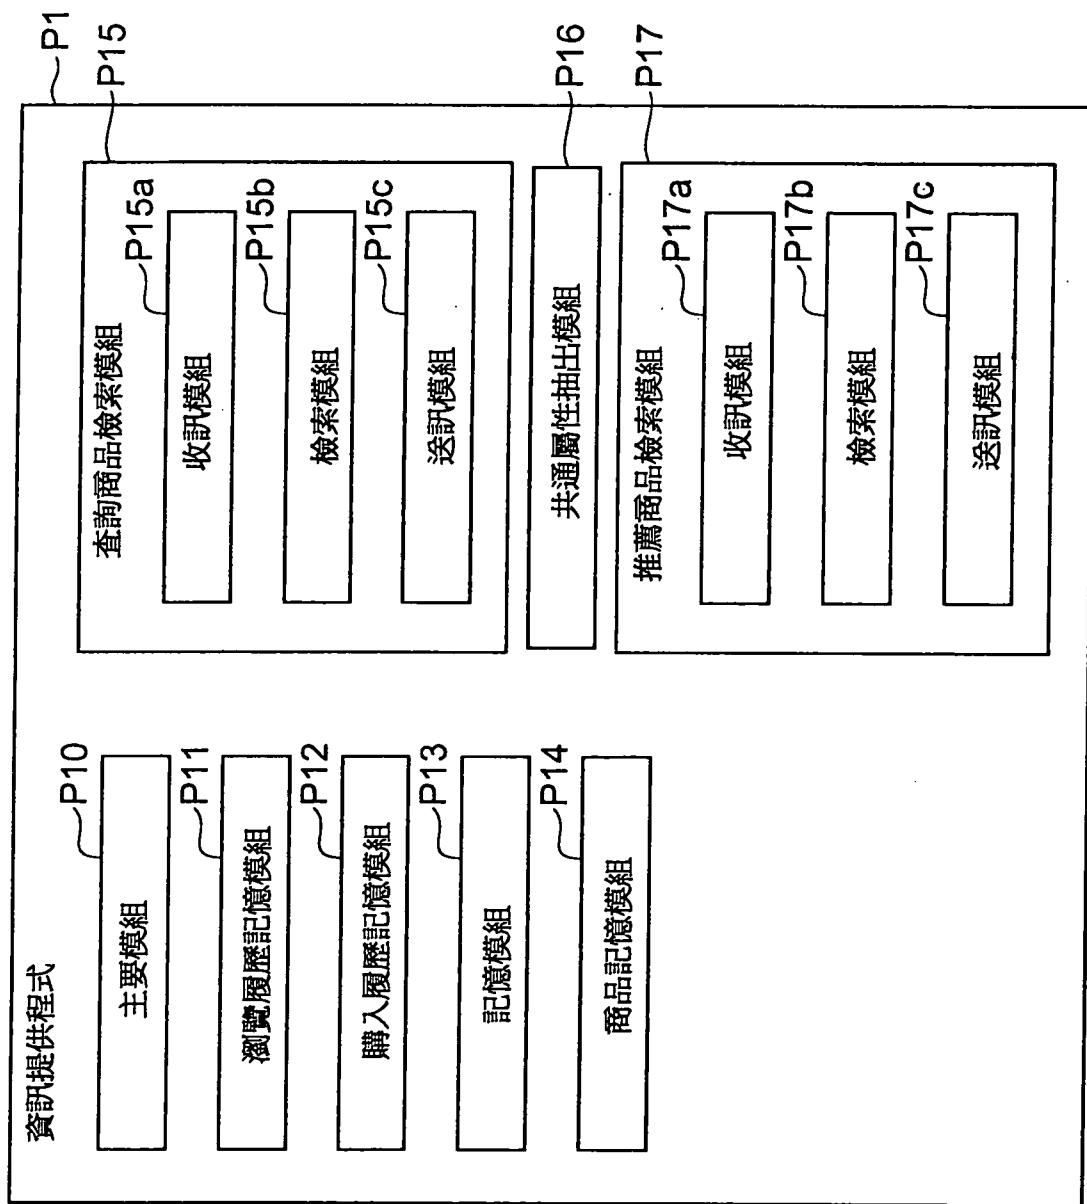 P1
資訊提供程式
P10
主要模組
P11
瀏覽履歷記憶模組
P12
購入履歷記憶模組
P13
記憶模組
P14
商品記憶模組
P15
查詢商品檢索模組
P15a
收訊模組
P15b
檢索模組
P15c
送訊模組
P16
共通屬性抽出模組
P17
推薦商品檢索模組
P17a
收訊模組
P17b
檢索模組
P17c
送訊模組